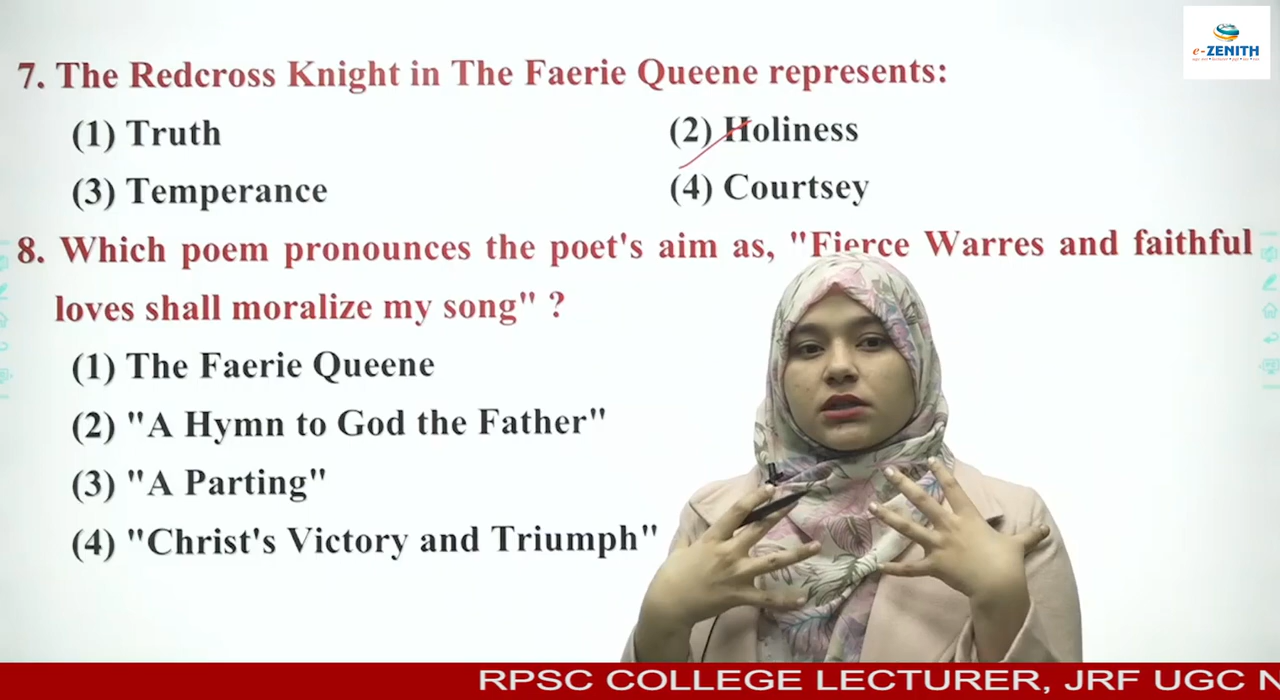 e-ZENITH
7. The Redcross Knight in The Faerie Queene represents:
(1) Truth
(2) Holiness
(3) Temperance
(4) Courtsey
8. Which poem pronounces the poet's aim as, "Fierce Warres and faithful
loves shall moralize my song" ?
(1) The Faerie Queene
(2) "A Hymn to God the Father"
(3) "A Parting"
(4) "Christ's Victory and Triumph"
RPSC COLLEGE LECTURER, JRF UGC N